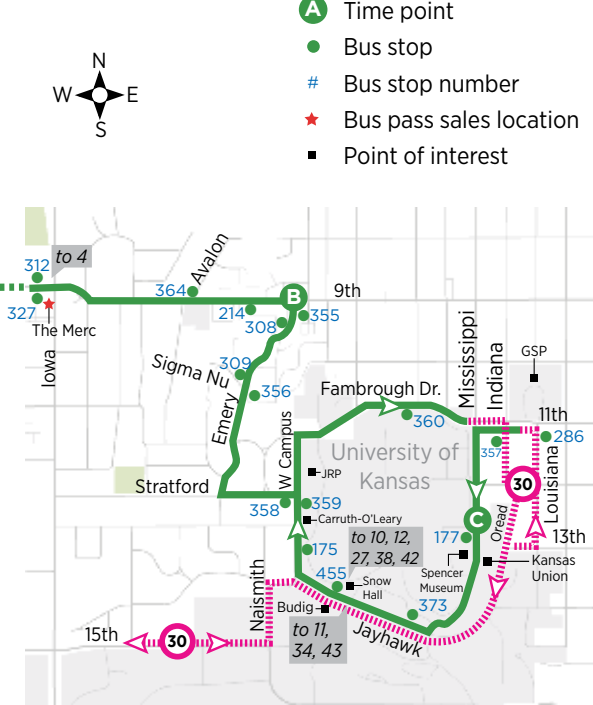 A Time point
Bus stop
# Bus stop number
Bus pass sales location
Point of interest
N
W E
S
312
to 4
Avalon
364
B
9th
327
214
355
308
The Merc
Iowa
Sigma Nu
309
356
Emery
Mississippi
Indiana
GSP
Fambrough Dr.
360
11th
286
357
W Campus
University of
Kansas
JRP
Stratford
30
Louisiana
358
359
C
Oread
Carruth-O'Leary
177
13th
175
to 10, 12,
27, 38, 42
Spencer
Museum
Kansas
Union
Naismith
455
Snow
Hall
Budig
373
Jayhawk
15th
30
to 11,
34, 43